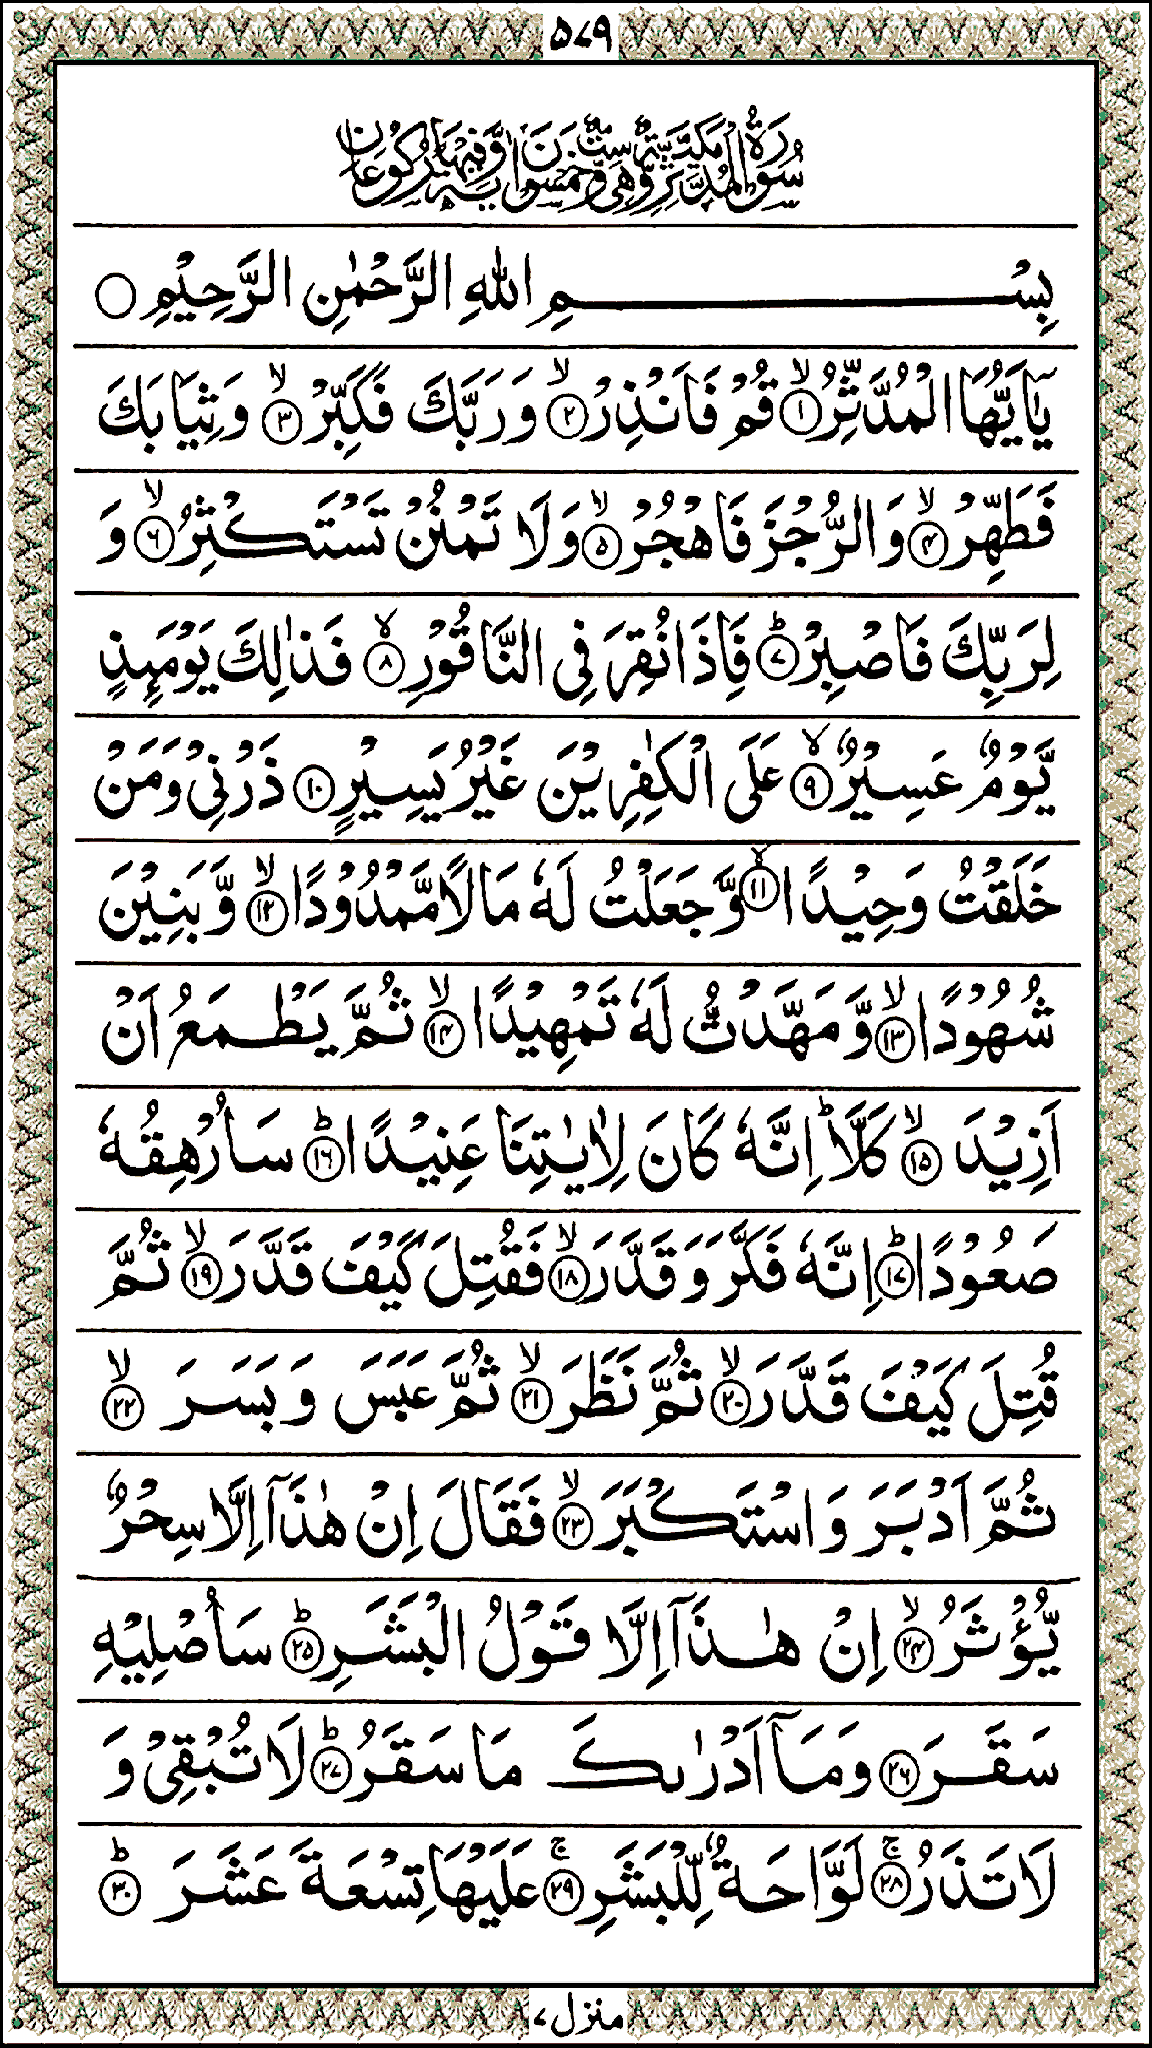 ۵۷۹
سُوْرَةُ الْمُدَّثِّرِ مَكِّيَّةٌ وَّهِيَ سِتٌّ وَّخَمْسُوْنَ اٰيَةً وَّفِيْهَا رُكُوْعَانِ
بِسْمِ اللهِ الرَّحْمٰنِ الرَّحِيْمِ ○
يٰۤاَيُّهَا الْمُدَّثِّرُ ۙ﴿۱﴾ قُمْ فَاَنْذِرْ ۙ﴿۲﴾ وَرَبَّكَ فَكَبِّرْ ۙ﴿۳﴾ وَثِيَابَكَ
فَطَهِّرْ ۙ﴿۴﴾ وَالرُّجْزَ فَاهْجُرْ ۙ﴿۵﴾ وَلَا تَمْنُنْ تَسْتَكْثِرُ ۙ﴿۶﴾ وَ
لِرَبِّكَ فَاصْبِرْ ؕ﴿۷﴾ فَاِذَا نُقِرَ فِي النَّاقُوْرِ ۙ﴿۸﴾ فَذٰلِكَ يَوْمَىِٕذٍ
يَّوْمٌ عَسِيْرٌ ۙ﴿۹﴾ عَلَى الْكٰفِرِيْنَ غَيْرُ يَسِيْرٍ ﴿۱۰﴾ ذَرْنِيْ وَمَنْ
خَلَقْتُ وَحِيْدًا ۙ﴿۱۱﴾ وَّجَعَلْتُ لَهٗ مَالًا مَّمْدُوْدًا ۙ﴿۱۲﴾ وَّبَنِيْنَ
شُهُوْدًا ۙ﴿۱۳﴾ وَّمَهَّدْتُّ لَهٗ تَمْهِيْدًا ۙ﴿۱۴﴾ ثُمَّ يَطْمَعُ اَنْ
اَزِيْدَ ۙ﴿۱۵﴾ كَلَّا ؕ اِنَّهٗ كَانَ لِاٰيٰتِنَا عَنِيْدًا ؕ﴿۱۶﴾ سَاُرْهِقُهٗ
صَعُوْدًا ؕ﴿۱۷﴾ اِنَّهٗ فَكَّرَ وَقَدَّرَ ۙ﴿۱۸﴾ فَقُتِلَ كَيْفَ قَدَّرَ ۙ﴿۱۹﴾ ثُمَّ
قُتِلَ كَيْفَ قَدَّرَ ۙ﴿۲۰﴾ ثُمَّ نَظَرَ ۙ﴿۲۱﴾ ثُمَّ عَبَسَ وَبَسَرَ ۙ﴿۲۲﴾
ثُمَّ اَدْبَرَ وَاسْتَكْبَرَ ۙ﴿۲۳﴾ فَقَالَ اِنْ هٰذَاۤ اِلَّا سِحْرٌ
يُّؤْثَرُ ۙ﴿۲۴﴾ اِنْ هٰذَاۤ اِلَّا قَوْلُ الْبَشَرِ ؕ﴿۲۵﴾ سَاُصْلِيْهِ
سَقَرَ ﴿۲۶﴾ وَمَاۤ اَدْرٰىكَ مَا سَقَرُ ؕ﴿۲۷﴾ لَا تُبْقِيْ وَ
لَا تَذَرُ ۚ﴿۲۸﴾ لَوَّاحَةٌ لِّلْبَشَرِ ۚ﴿۲۹﴾ عَلَيْهَا تِسْعَةَ عَشَرَ ؕ﴿۳۰﴾
منزل ۷